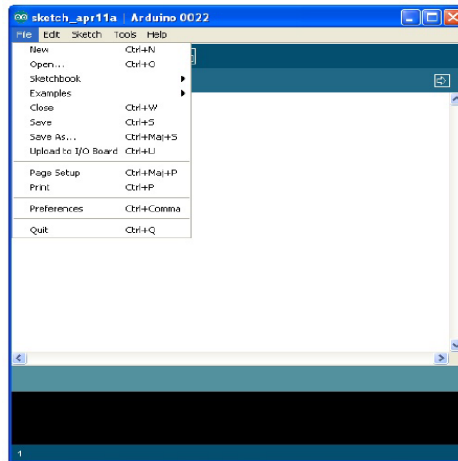 sketch_apr11a | Arduino 0022
File Edit Sketch Tools Help
New Ctrl+N
Open... Ctrl+O
Sketchbook
Examples
Close Ctrl+W
Save Ctrl+S
Save As... Ctrl+Maj+S
Upload to I/O Board Ctrl+U
Page Setup Ctrl+Maj+P
Print Ctrl+P
Preferences Ctrl+Comma
Quit Ctrl+Q
1